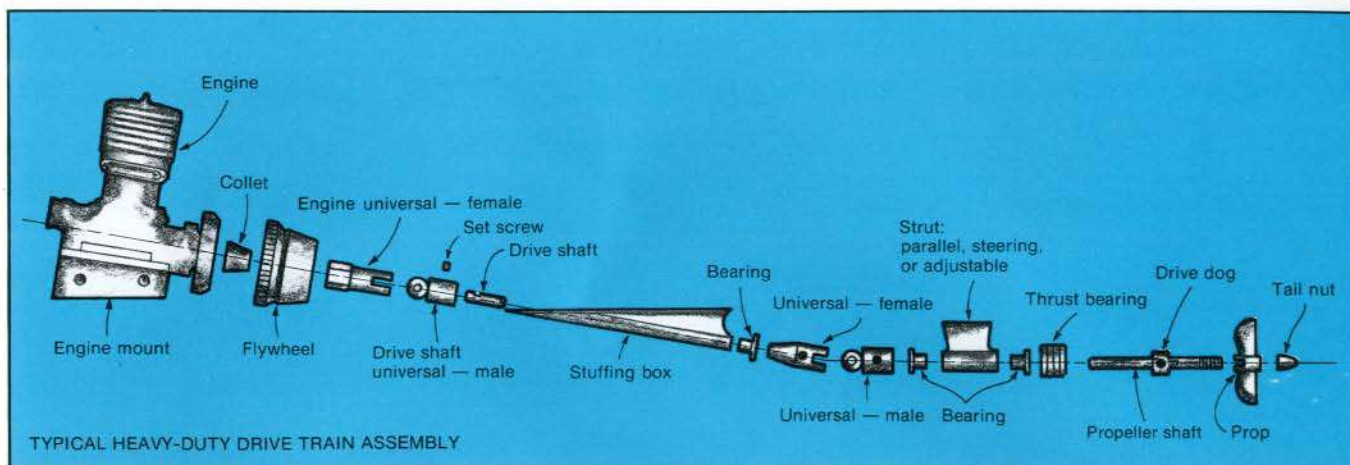 Engine
Collet
Engine universal — female
Set screw
Drive shaft
Strut:
parallel, steering,
or adjustable
Bearing
Universal — female
Thrust bearing
Drive dog
Tail nut
Engine mount
Flywheel
Drive shaft
universal — male
Stuffing box
Universal — male
Bearing
Propeller shaft
Prop
TYPICAL HEAVY-DUTY DRIVE TRAIN ASSEMBLY